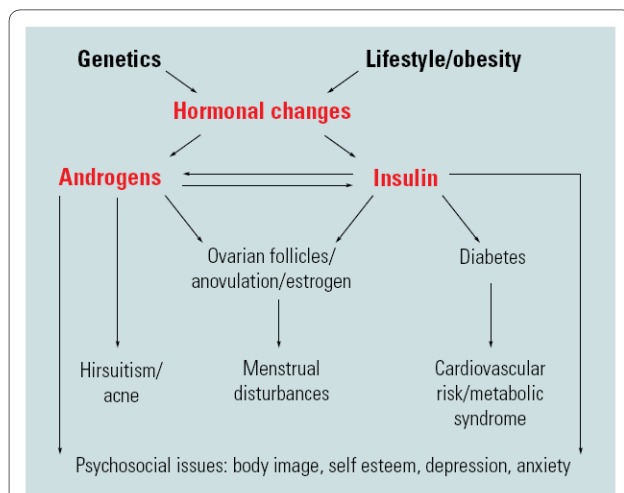 Genetics Lifestyle/obesity
Hormonal changes
Androgens Insulin
Ovarian follicles/
anovulation/estrogen
Diabetes
Hirsuitism/
acne
Menstrual
disturbances
Cardiovascular
risk/metabolic
syndrome
Psychosocial issues: body image, self esteem, depression, anxiety